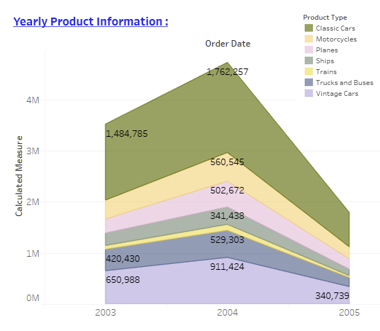 Yearly Product Information :
Product Type
Classic Cars
Motorcycles
Planes
Ships
Trains
Trucks and Buses
Vintage Cars
Order Date
Calculated Measure
4M
3M
2M
1M
0M
1,762,257
1,484,785
560,545
502,672
341,438
529,303
420,430
911,424
650,988
340,739
2003
2004
2005